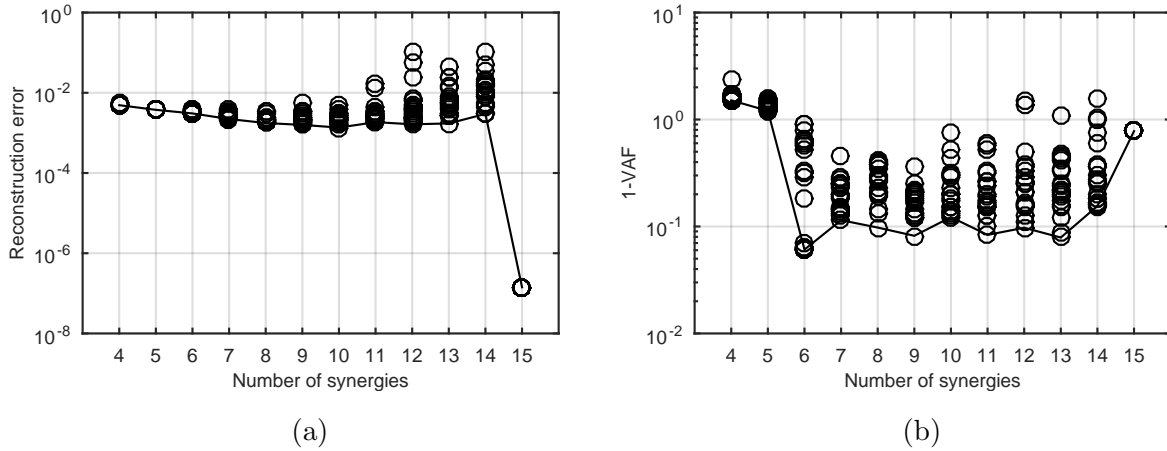 10^0
10^-2
10^-4
10^-6
10^-8
Reconstruction error
4 5 6 7 8 9 10 11 12 13 14 15
Number of synergies
(a)
10^1
10^0
10^-1
10^-2
1-VAF
4 5 6 7 8 9 10 11 12 13 14 15
Number of synergies
(b)